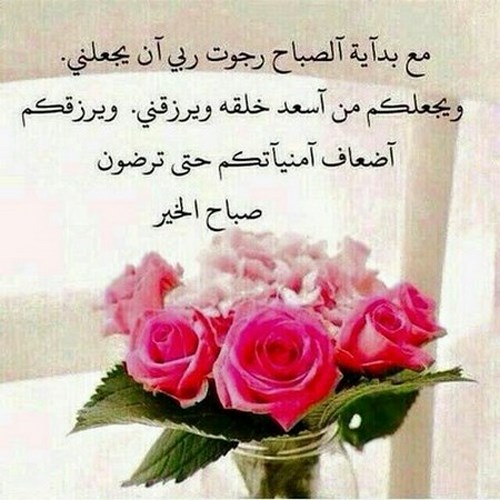 مع بدآية آلصباح رجوت ربي آن يجعلني.
ويجعلكم من آسعد خلقه ويرزقني. ويرزقكم
آضعاف آمنيآتكم حتى ترضون
صباح الخير